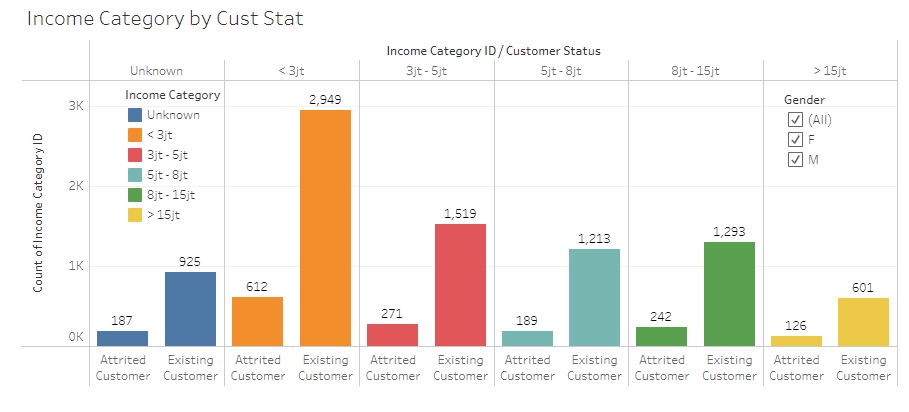 Income Category by Cust Stat
Income Category ID / Customer Status
Unknown
< 3jt
3jt - 5jt
5jt - 8jt
8jt - 15jt
> 15jt
Count of Income Category ID
3K
2K
1K
0K
Income Category
Unknown
< 3jt
3jt - 5jt
5jt - 8jt
8jt - 15jt
> 15jt
Gender
(All)
F
M
187
925
612
2,949
271
1,519
189
1,213
242
1,293
126
601
Attrited
Customer
Existing
Customer
Attrited
Customer
Existing
Customer
Attrited
Customer
Existing
Customer
Attrited
Customer
Existing
Customer
Attrited
Customer
Existing
Customer
Attrited
Customer
Existing
Customer